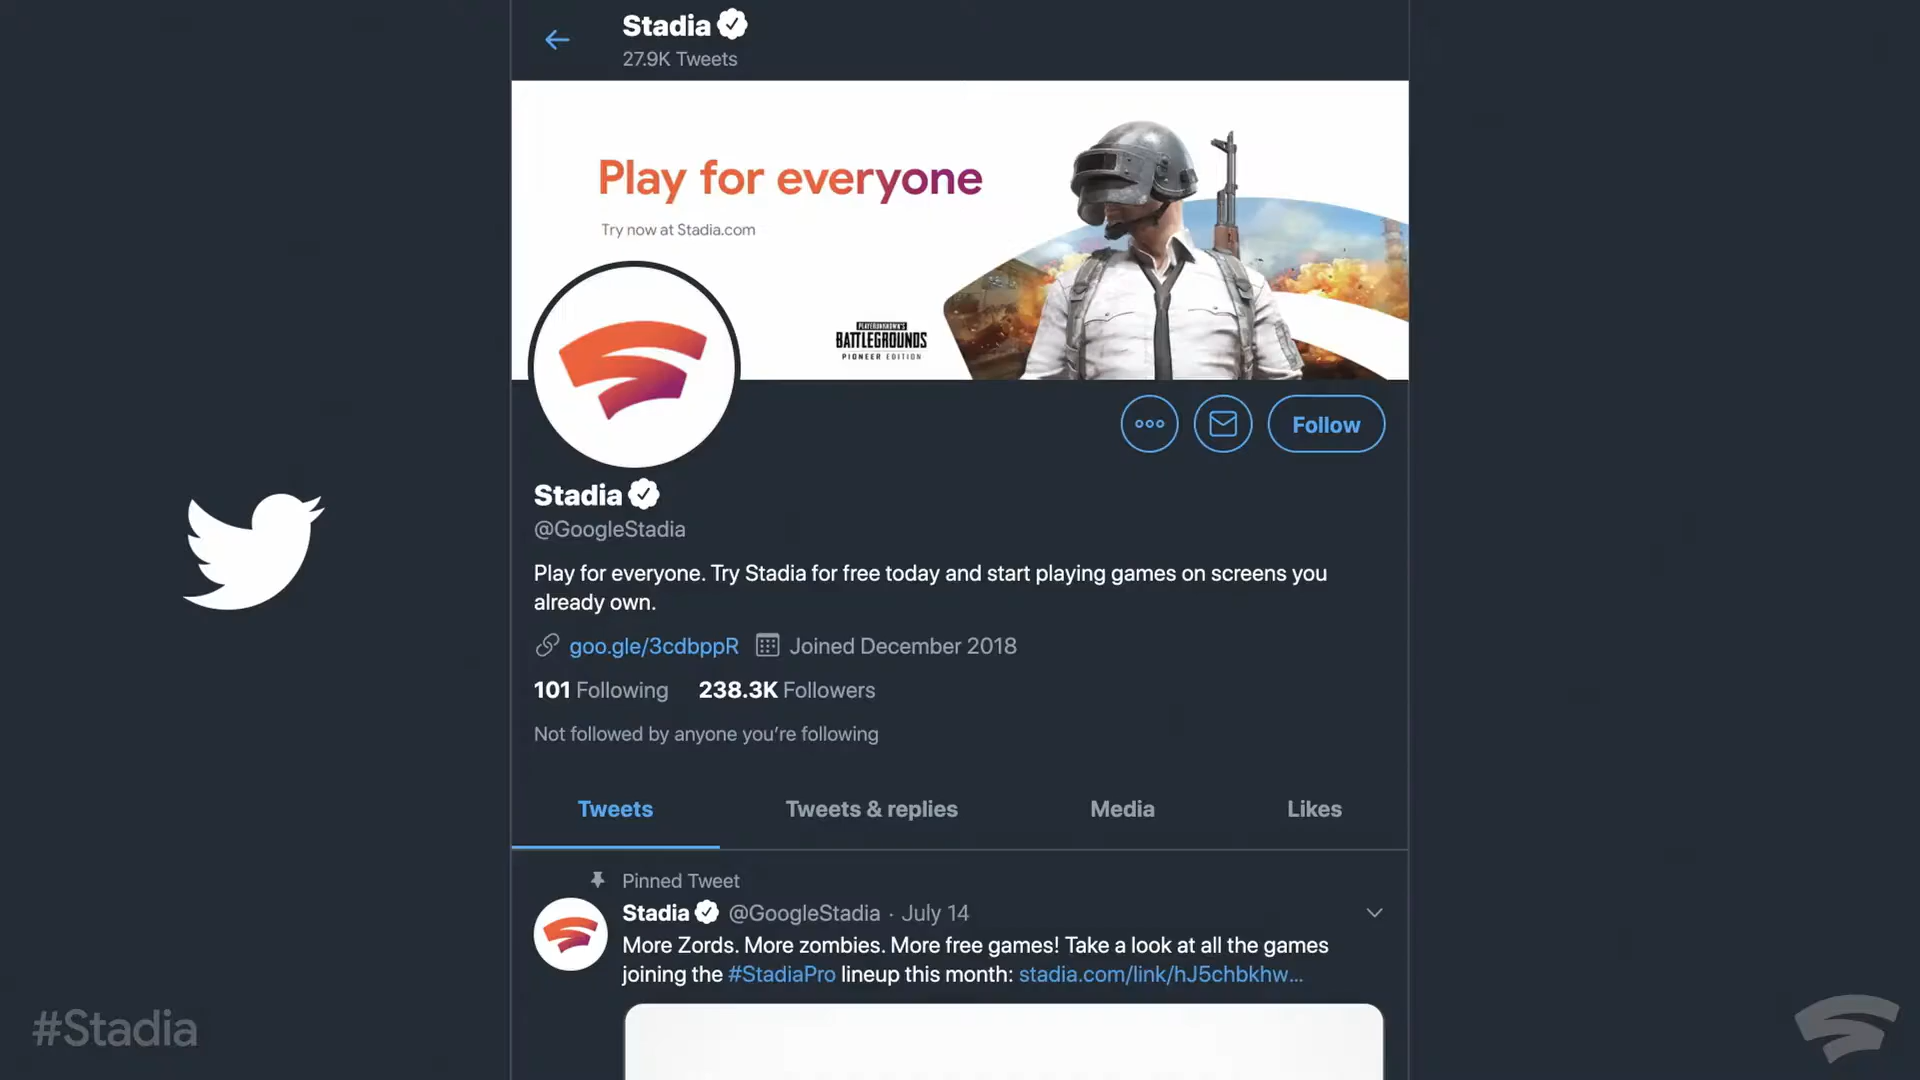 Stadia
27.9K Tweets
Play for everyone
Try now at Stadia.com
PLAYERUNKNOWN'S
BATTLEGROUNDS
PIONEER EDITION
Follow
Stadia
@GoogleStadia
Play for everyone. Try Stadia for free today and start playing games on screens you
already own.
goo.gle/3cdbppR Joined December 2018
101 Following 238.3K Followers
Not followed by anyone you’re following
Tweets Tweets & replies Media Likes
Pinned Tweet
Stadia @GoogleStadia · July 14
More Zords. More zombies. More free games! Take a look at all the games
joining the #StadiaPro lineup this month: stadia.com/link/hJ5chbkhw...
#Stadia